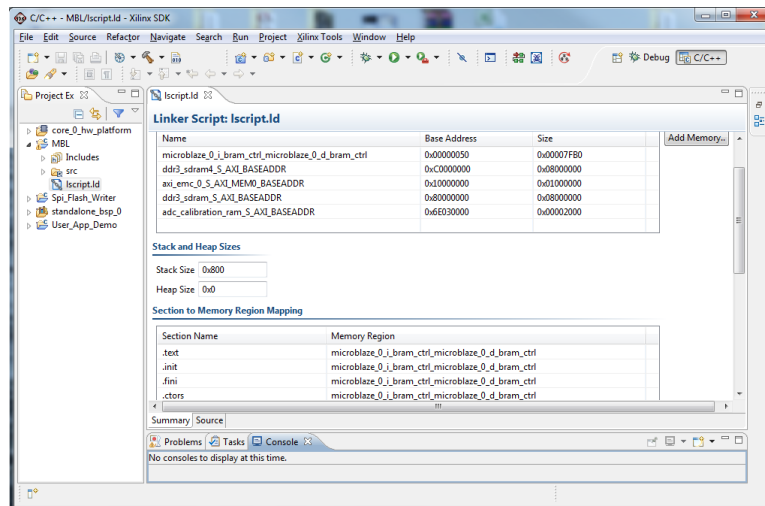 C/C++ - MBL/lscript.ld - Xilinx SDK
File Edit Source Refactor Navigate Search Run Project Xilinx Tools Window Help
Debug C/C++
Project Ex
lscript.ld
core_0_hw_platform
MBL
Includes
src
lscript.ld
Spi_Flash_Writer
standalone_bsp_0
User_App_Demo
Linker Script: lscript.ld
Name Base Address Size Add Memory...
microblaze_0_i_bram_ctrl_microblaze_0_d_bram_ctrl 0x00000050 0x00007FB0
ddr3_sdram4_S_AXI_BASEADDR 0xC0000000 0x08000000
axi_emc_0_S_AXI_MEM0_BASEADDR 0x10000000 0x01000000
ddr3_sdram_S_AXI_BASEADDR 0x80000000 0x08000000
adc_calibration_ram_S_AXI_BASEADDR 0x6E030000 0x00002000
Stack and Heap Sizes
Stack Size 0x800
Heap Size 0x0
Section to Memory Region Mapping
Section Name Memory Region
.text microblaze_0_i_bram_ctrl_microblaze_0_d_bram_ctrl
.init microblaze_0_i_bram_ctrl_microblaze_0_d_bram_ctrl
.fini microblaze_0_i_bram_ctrl_microblaze_0_d_bram_ctrl
.ctors microblaze_0_i_bram_ctrl_microblaze_0_d_bram_ctrl
Summary Source
Problems Tasks Console
No consoles to display at this time.